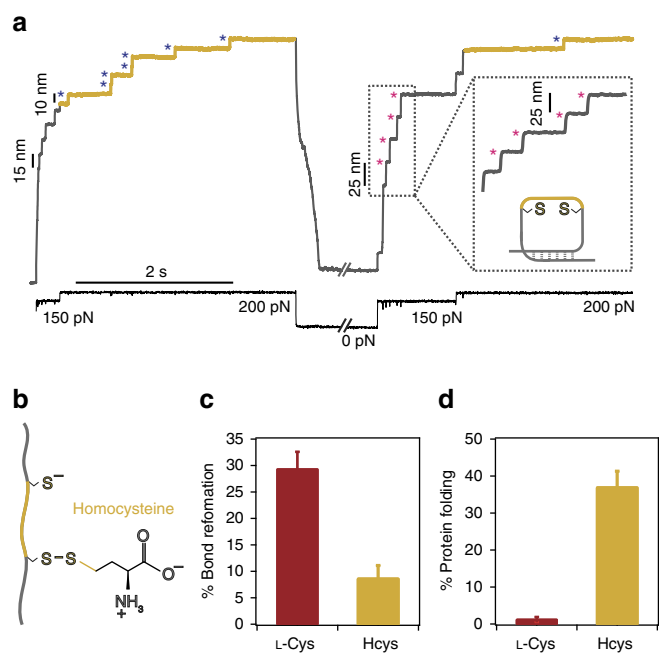 a
10 nm
15 nm
* * * * * * *
2 s
150 pN
200 pN
0 pN
* * * *
25 nm
*
150 pN
200 pN
25 nm
* * * * *
S S
b
S–
Homocysteine
S–S
O
O–
NH3
+
c
% Bond refomation
35
30
25
20
15
10
5
0
L-Cys
Hcys
d
% Protein folding
50
40
30
20
10
0
L-Cys
Hcys